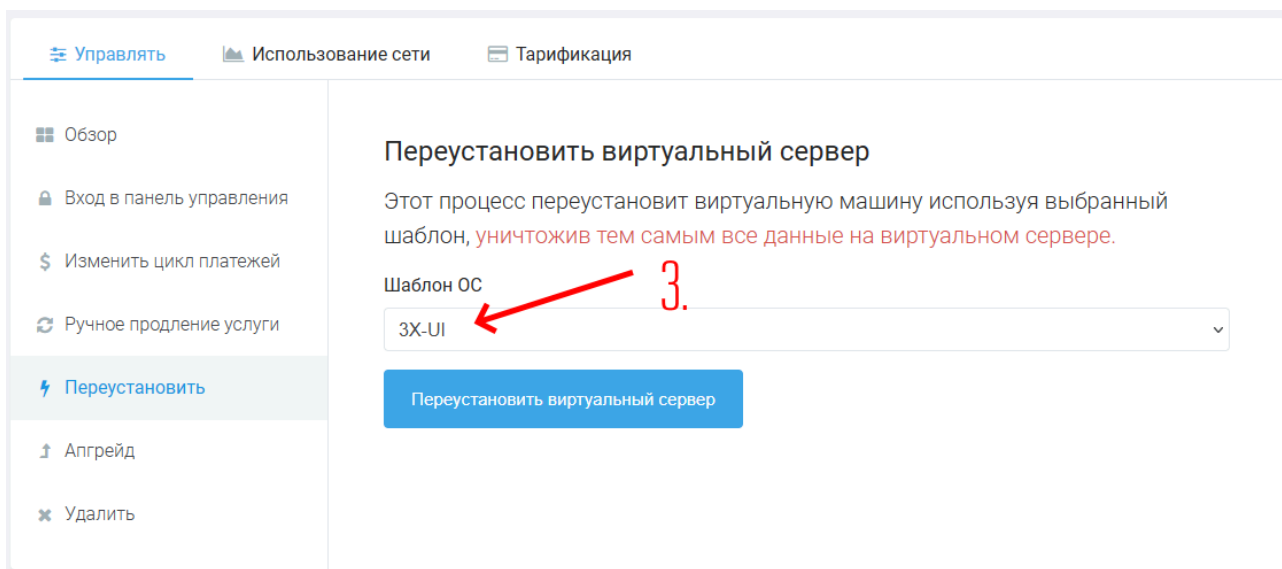 Управлять
Использование сети
Тарификация
Обзор
Вход в панель управления
Изменить цикл платежей
Ручное продление услуги
Переустановить
Апгрейд
Удалить
Переустановить виртуальный сервер
Этот процесс переустановит виртуальную машину используя выбранный
шаблон, уничтожив тем самым все данные на виртуальном сервере.
Шаблон ОС
3.
3X-UI
Переустановить виртуальный сервер